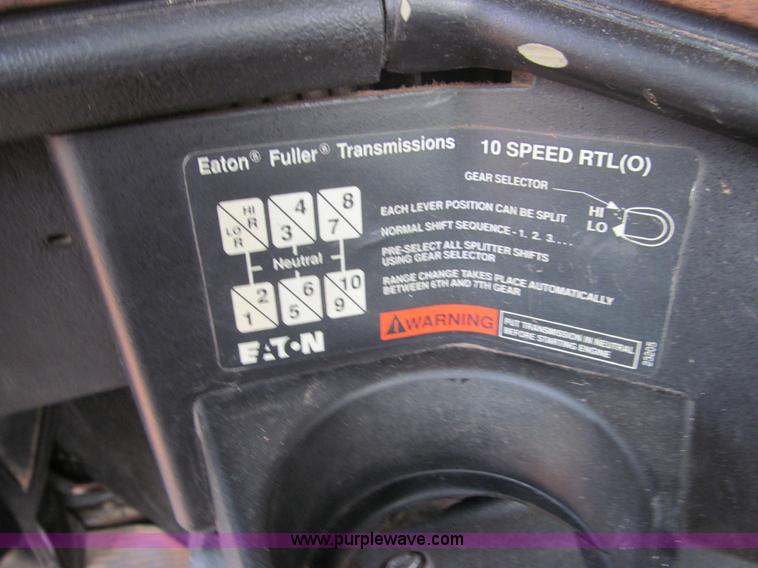 Eaton® Fuller® Transmissions 10 SPEED RTL(O)
GEAR SELECTOR
HI
LO
HI
R
LO
R
4
3
8
7
Neutral
2
1
6
5
10
9
EACH LEVER POSITION CAN BE SPLIT
NORMAL SHIFT SEQUENCE - 1. 2. 3. . . .
PRE-SELECT ALL SPLITTER SHIFTS
USING GEAR SELECTOR
RANGE CHANGE TAKES PLACE AUTOMATICALLY
BETWEEN 6TH AND 7TH GEAR
EATON
WARNING
PUT TRANSMISSION IN NEUTRAL
BEFORE STARTING ENGINE
www.purplewave.com